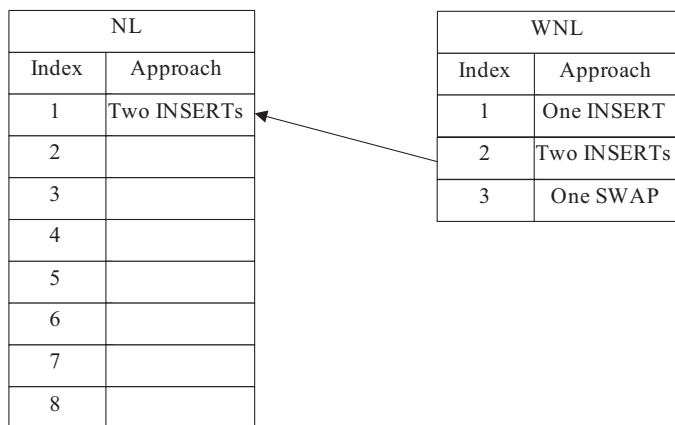 NL
Index Approach
1 Two INSERTs
2
3
4
5
6
7
8
WNL
Index Approach
1 One INSERT
2 Two INSERTs
3 One SWAP